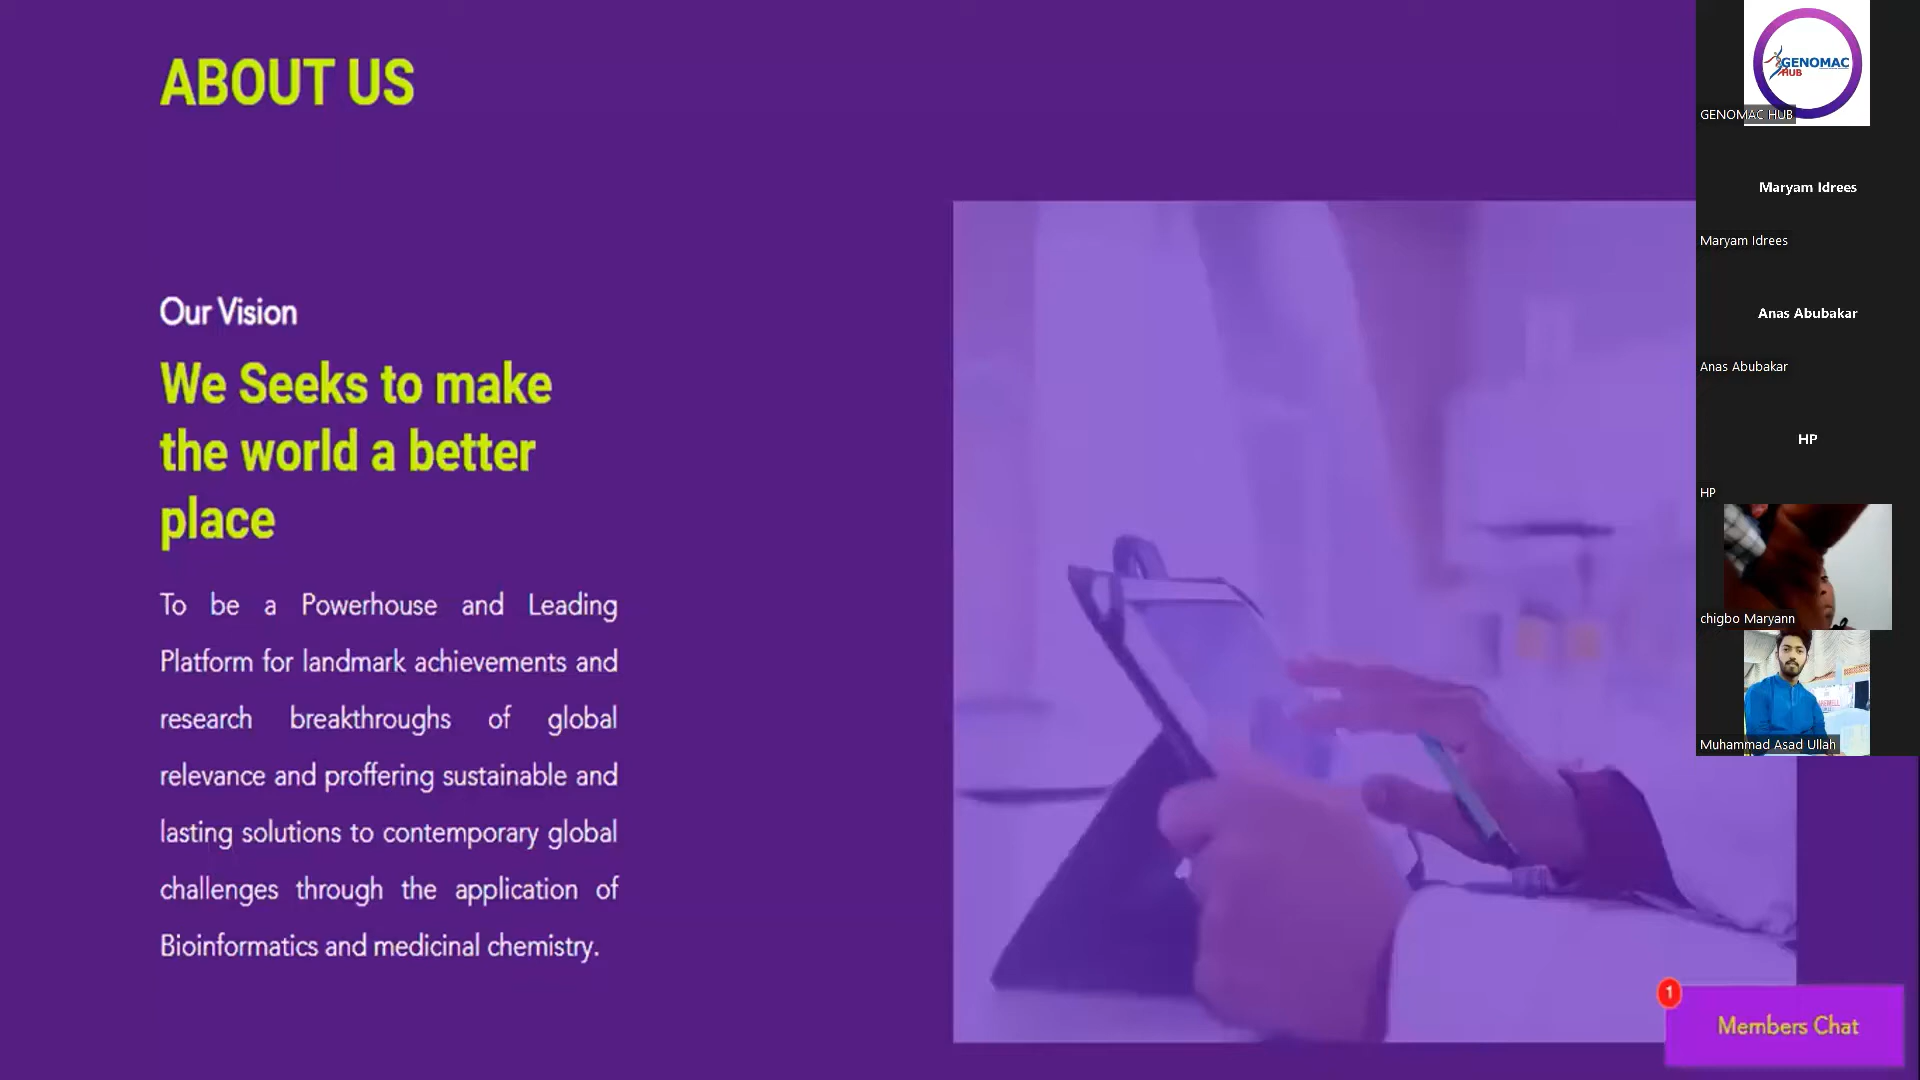 ABOUT US
Our Vision
We Seeks to make
the world a better
place
To be a Powerhouse and Leading
Platform for landmark achievements and
research breakthroughs of global
relevance and proffering sustainable and
lasting solutions to contemporary global
challenges through the application of
Bioinformatics and medicinal chemistry.
GENOMAC
HUB
GENOMAC HUB
Maryam Idrees
Maryam Idrees
Anas Abubakar
Anas Abubakar
HP
HP
chigbo Maryann
Muhammad Asad Ullah
1
Members Chat